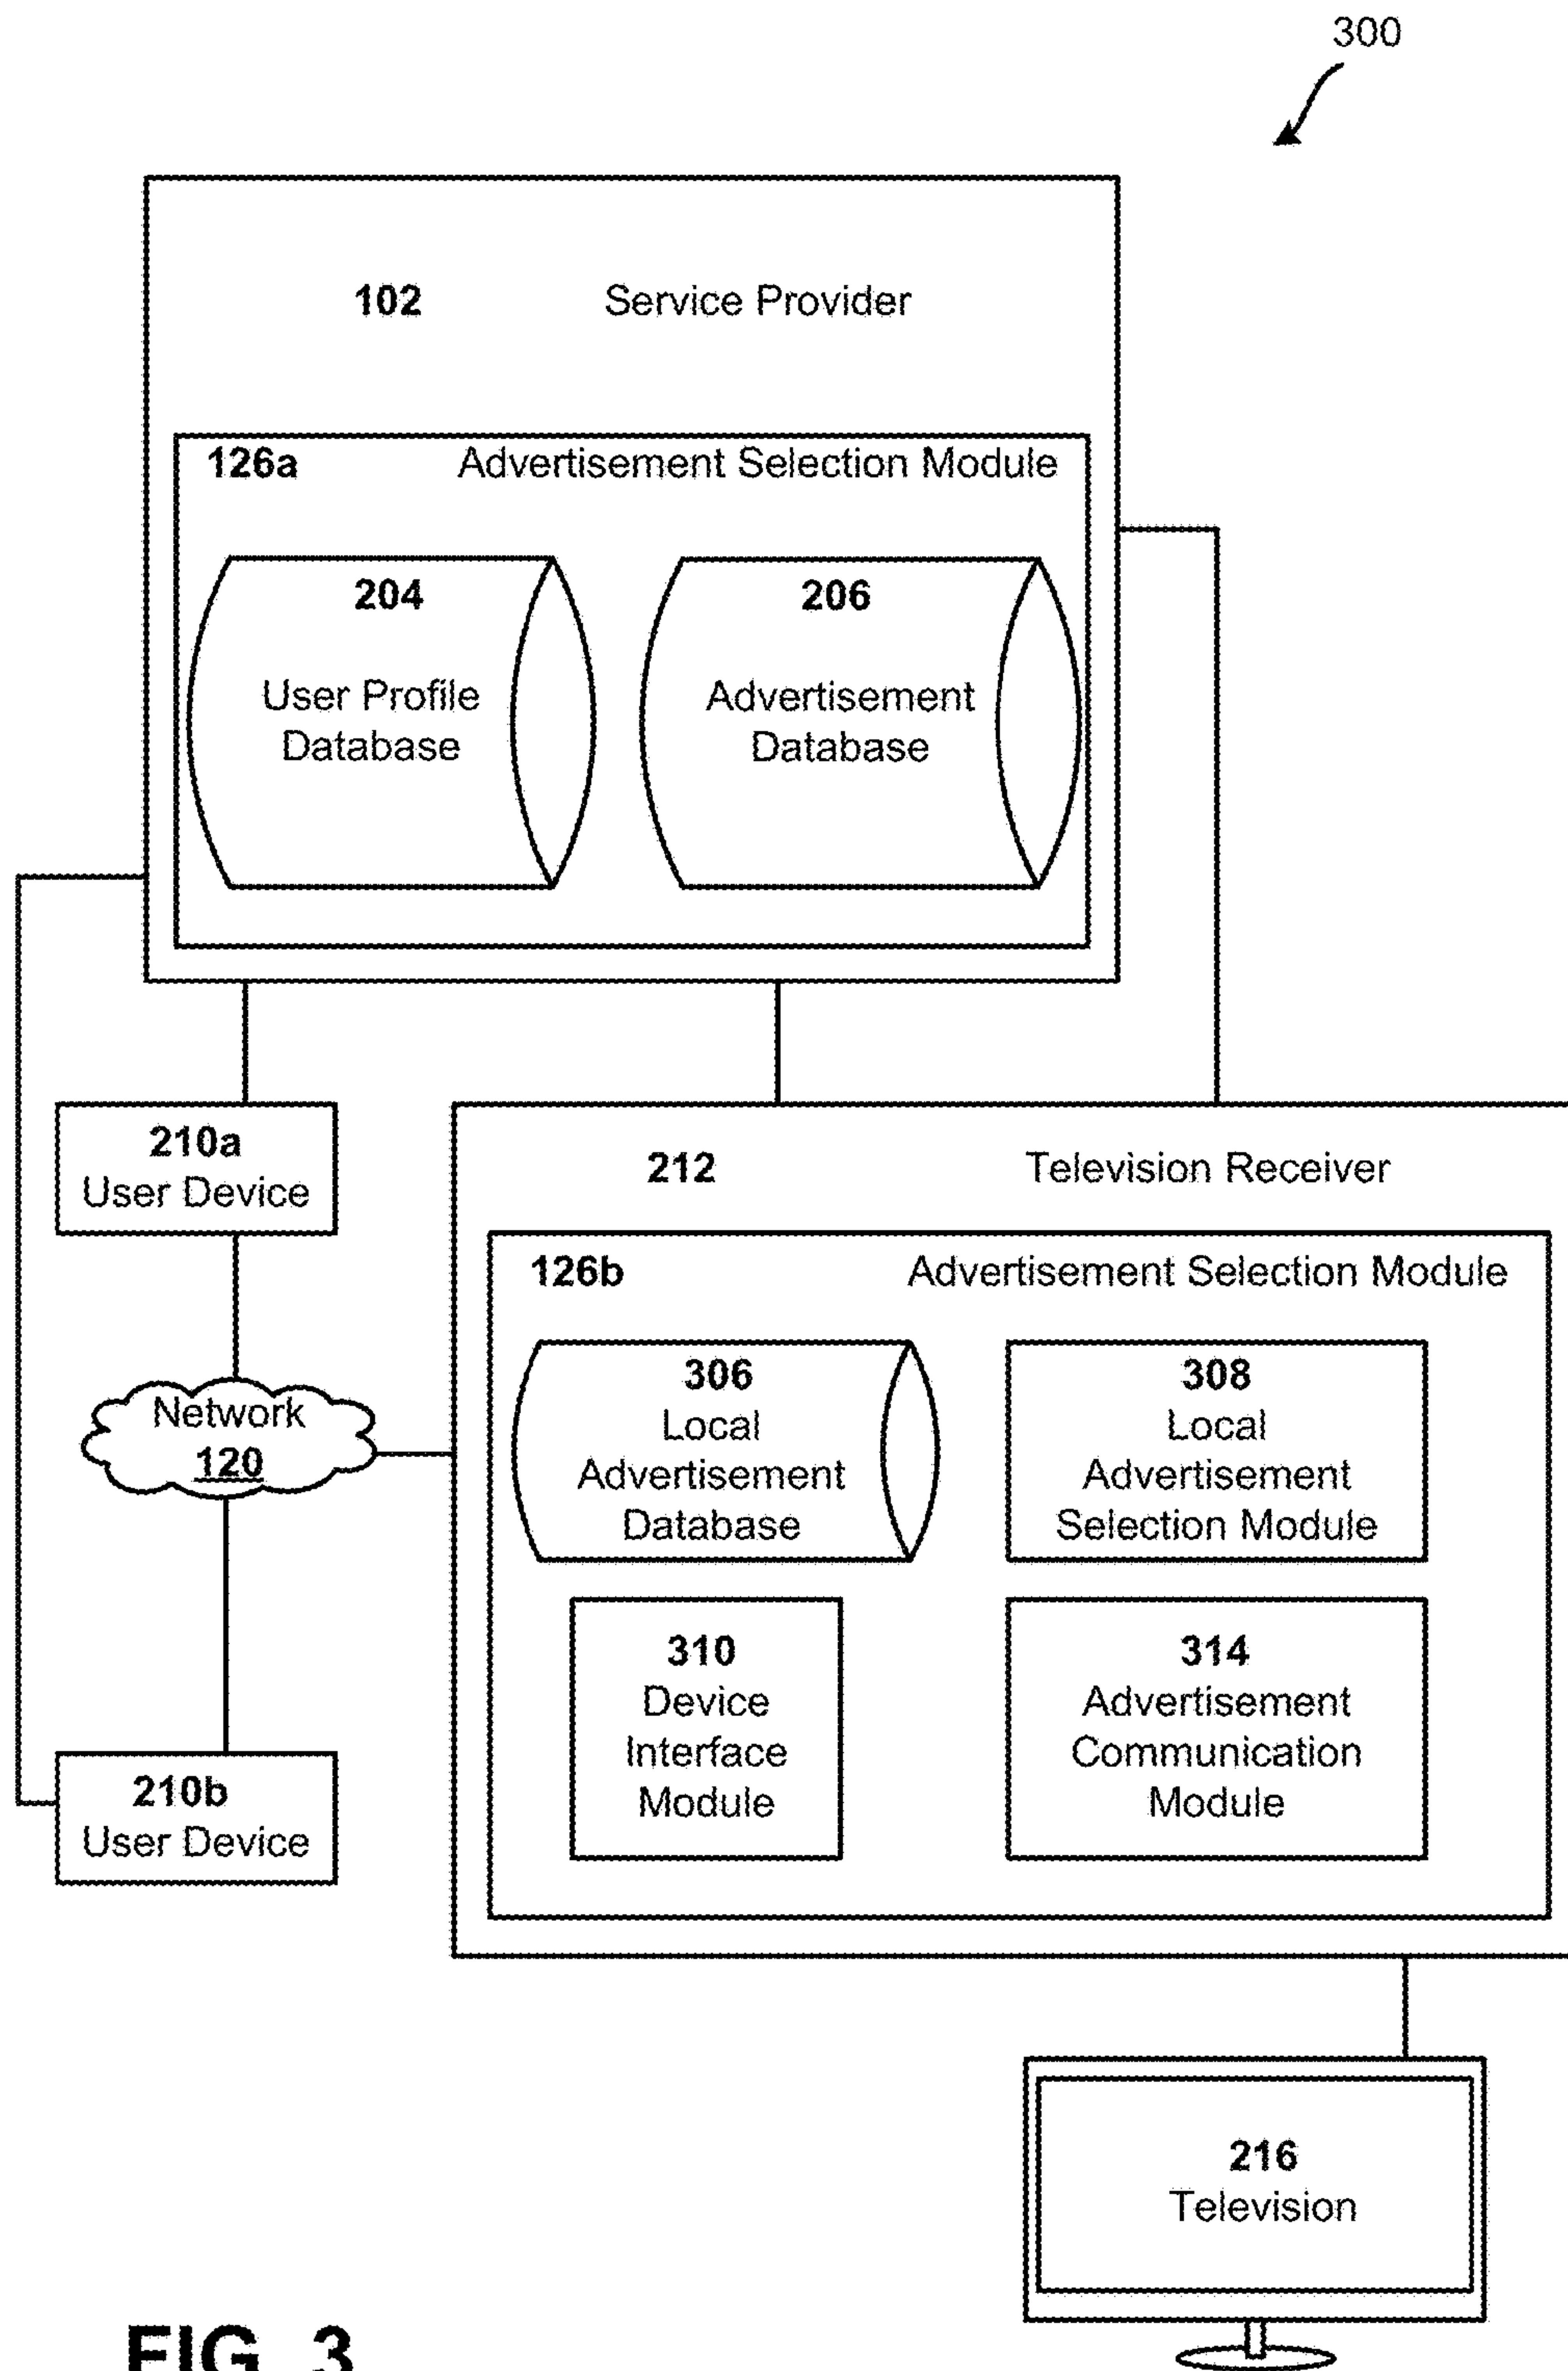 300
102 Service Provider
126a Advertisement Selection Module
204
User Profile
Database
206
Advertisement
Database
210a
User Device
212 Television Receiver
126b Advertisement Selection Module
306
Local
Advertisement
Database
308
Local
Advertisement
Selection Module
Network
120
310
Device
Interface
Module
314
Advertisement
Communication
Module
210b
User Device
216
Television
FIG. 3